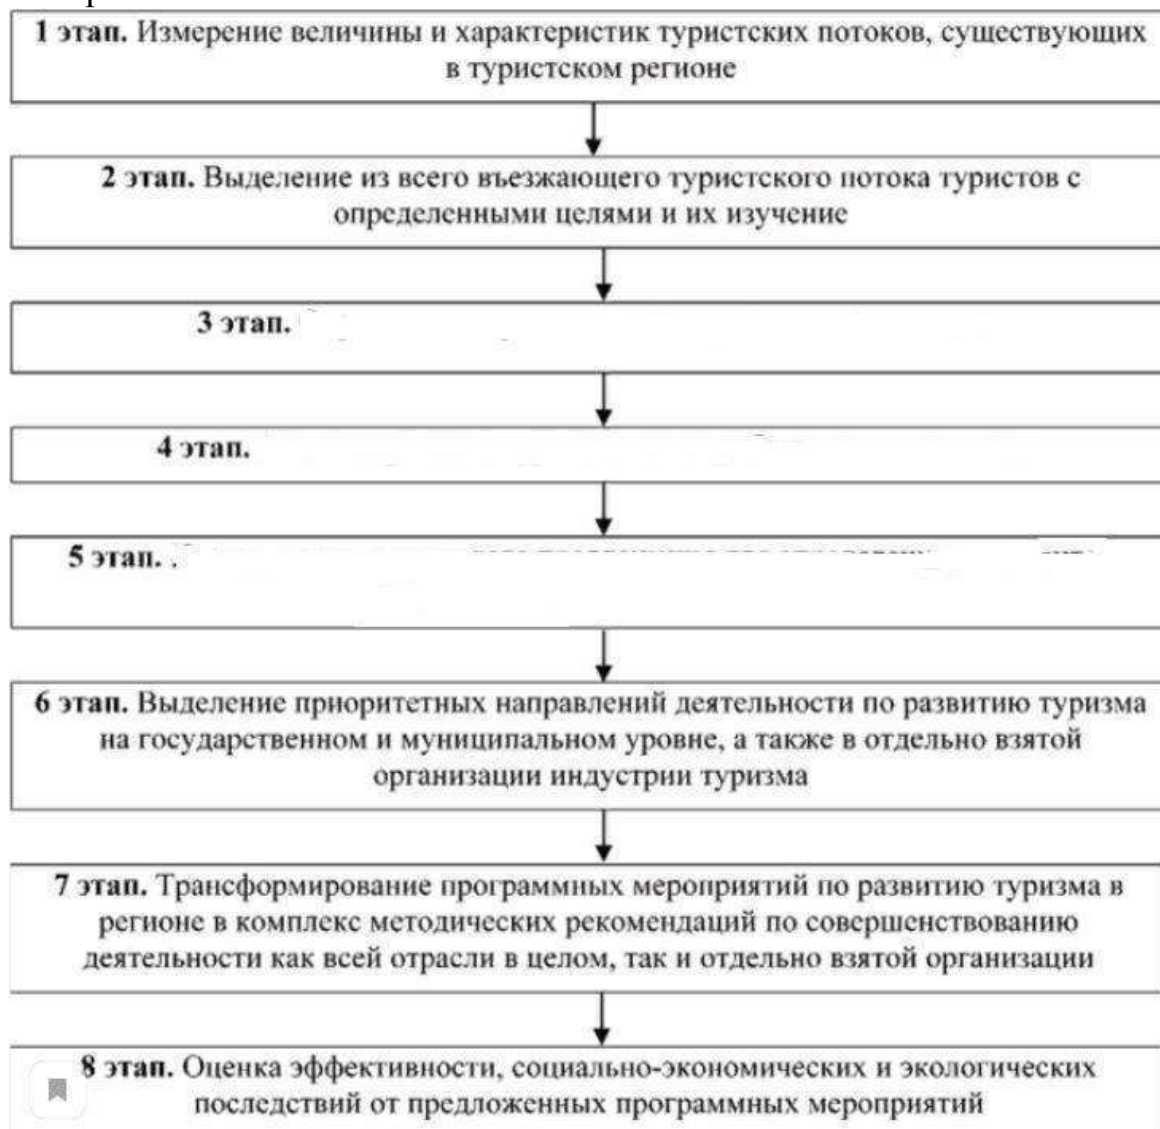 1 этап. Измерение величины и характеристик туристских потоков, существующих
в туристском регионе
2 этап. Выделение из всего въезжающего туристского потока туристов с
определенными целями и их изучение
3 этап.
4 этап.
5 этап. .
6 этап. Выделение приоритетных направлений деятельности по развитию туризма
на государственном и муниципальном уровне, а также в отдельно взятой
организации индустрии туризма
7 этап. Трансформирование программных мероприятий по развитию туризма в
регионе в комплекс методических рекомендаций по совершенствованию
деятельности как всей отрасли в целом, так и отдельно взятой организации
8 этап. Оценка эффективности, социально-экономических и экологических
последствий от предложенных программных мероприятий